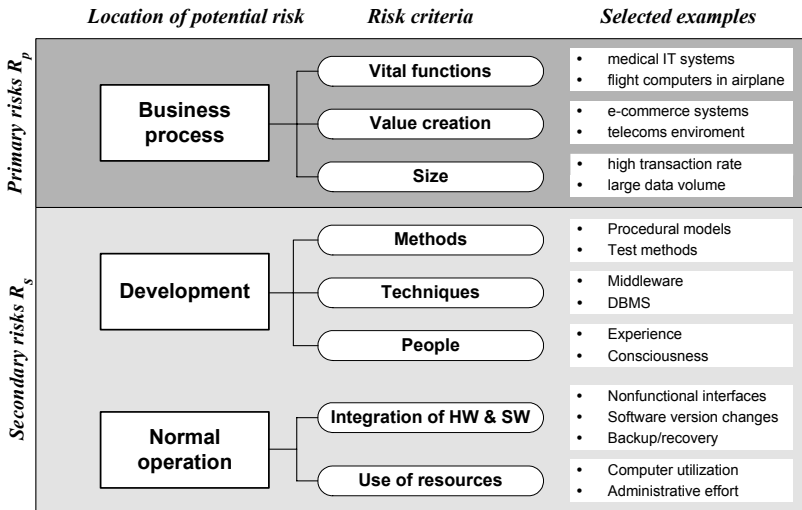 Location of potential risk
Risk criteria
Selected examples
Primary risks Rp
Business
process
Vital functions
• medical IT systems
• flight computers in airplane
Value creation
• e-commerce systems
• telecoms enviroment
Size
• high transaction rate
• large data volume
Secondary risks Rs
Development
Methods
• Procedural models
• Test methods
Techniques
• Middleware
• DBMS
People
• Experience
• Consciousness
Normal
operation
Integration of HW & SW
• Nonfunctional interfaces
• Software version changes
• Backup/recovery
Use of resources
• Computer utilization
• Administrative effort